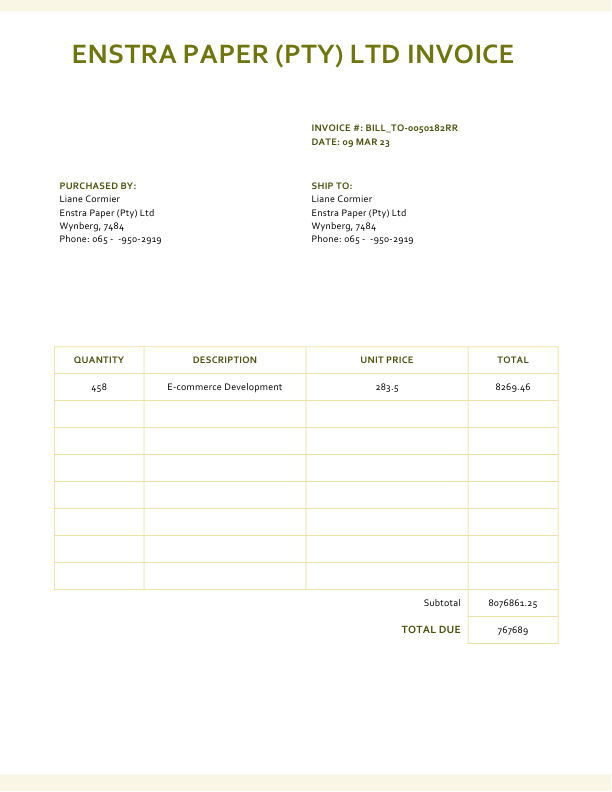 ENSTRA PAPER (PTY) LTD INVOICE
INVOICE #: BILL_TO-0050182RR
DATE: 09 MAR 23
PURCHASED BY:
Liane Cormier
Enstra Paper (Pty) Ltd
Wynberg, 7484
Phone: 065 -  -950-2919
SHIP TO:
Liane Cormier
Enstra Paper (Pty) Ltd
Wynberg, 7484
Phone: 065 -  -950-2919
QUANTITY DESCRIPTION UNIT PRICE TOTAL
458 E-commerce Development 283.5 8269.46
Subtotal 8076861.25
TOTAL DUE 767689